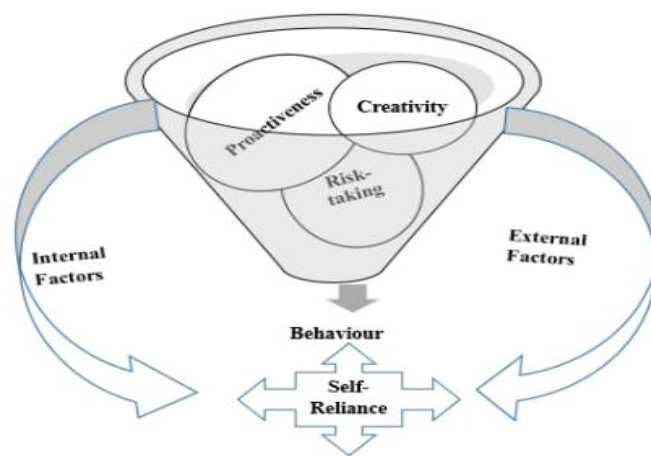 Proactiveness
Creativity
Risk-
taking
Internal
Factors
External
Factors
Behaviour
Self-
Reliance